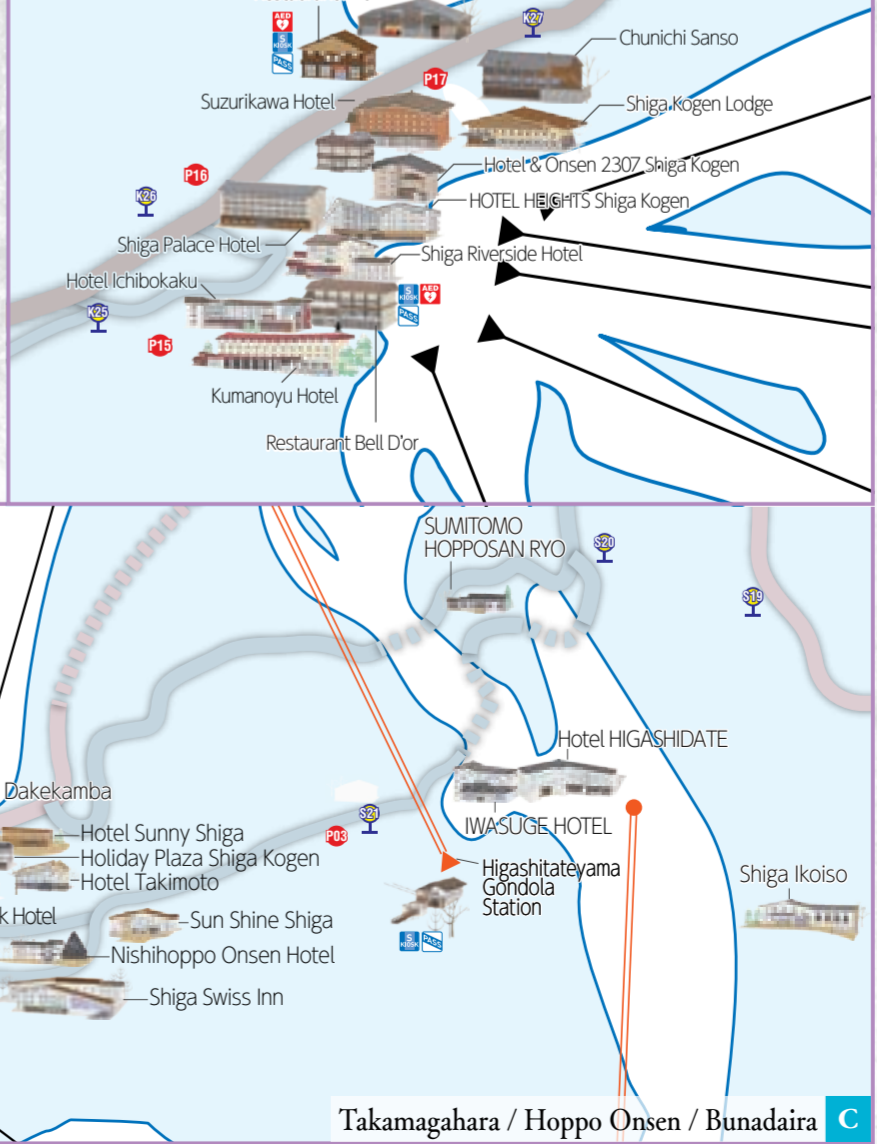 AED
S
KIOSK
PASS
K27
Chunichi Sanso
P17
Suzurikawa Hotel
Shiga Kogen Lodge
Hotel & Onsen 2307 Shiga Kogen
P16
K26
HOTEL HEIGHTS Shiga Kogen
Shiga Palace Hotel
Shiga Riverside Hotel
Hotel Ichibokaku
S
KIOSK
AED
PASS
K25
P15
Kumanoyu Hotel
Restaurant Bell D'or
SUMITOMO
HOPPOSAN RYO
S20
S19
Hotel HIGASHIDATE
Dakekamba
S21
P03
IWASUGE HOTEL
Hotel Sunny Shiga
Holiday Plaza Shiga Kogen
Hotel Takimoto
Higashitateyama
Gondola
Station
Shiga Ikoiso
k Hotel
Sun Shine Shiga
S
KIOSK
PASS
Nishihoppo Onsen Hotel
Shiga Swiss Inn
Takamagahara / Hoppo Onsen / Bunadaira C